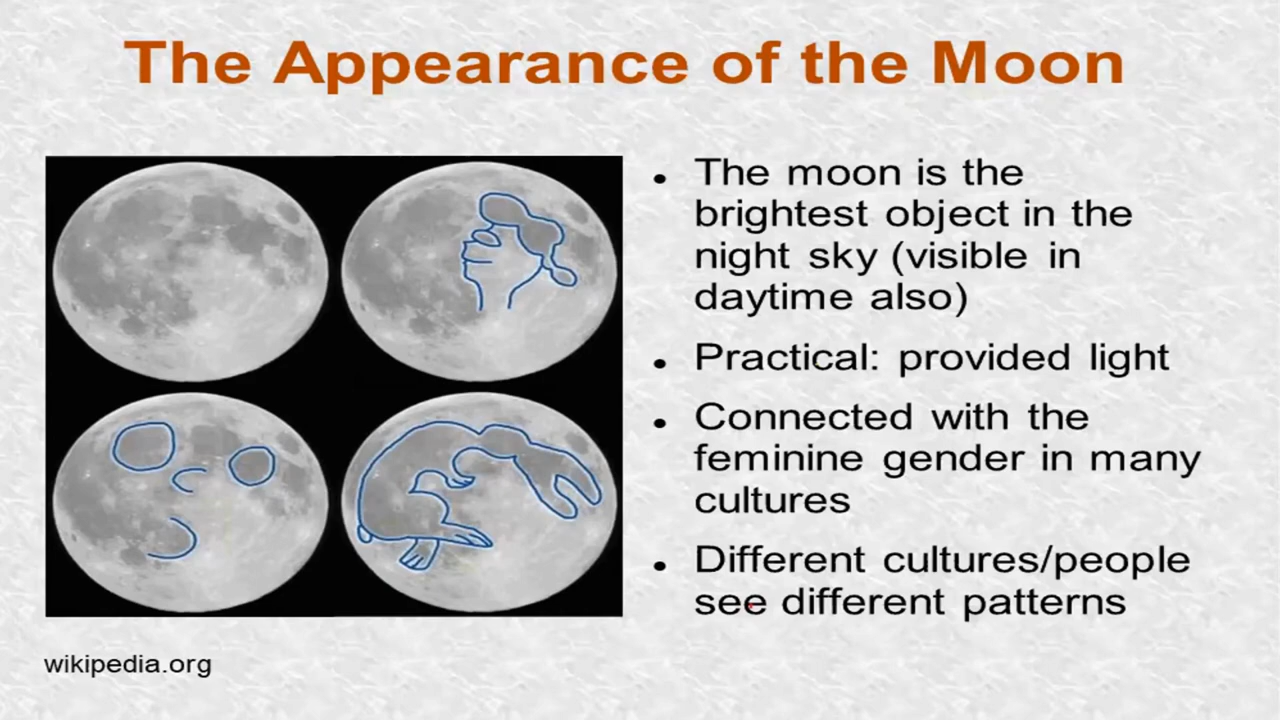 The Appearance of the Moon
• The moon is the
brightest object in the
night sky (visible in
daytime also)
• Practical: provided light
• Connected with the
feminine gender in many
cultures
• Different cultures/people
see different patterns
wikipedia.org